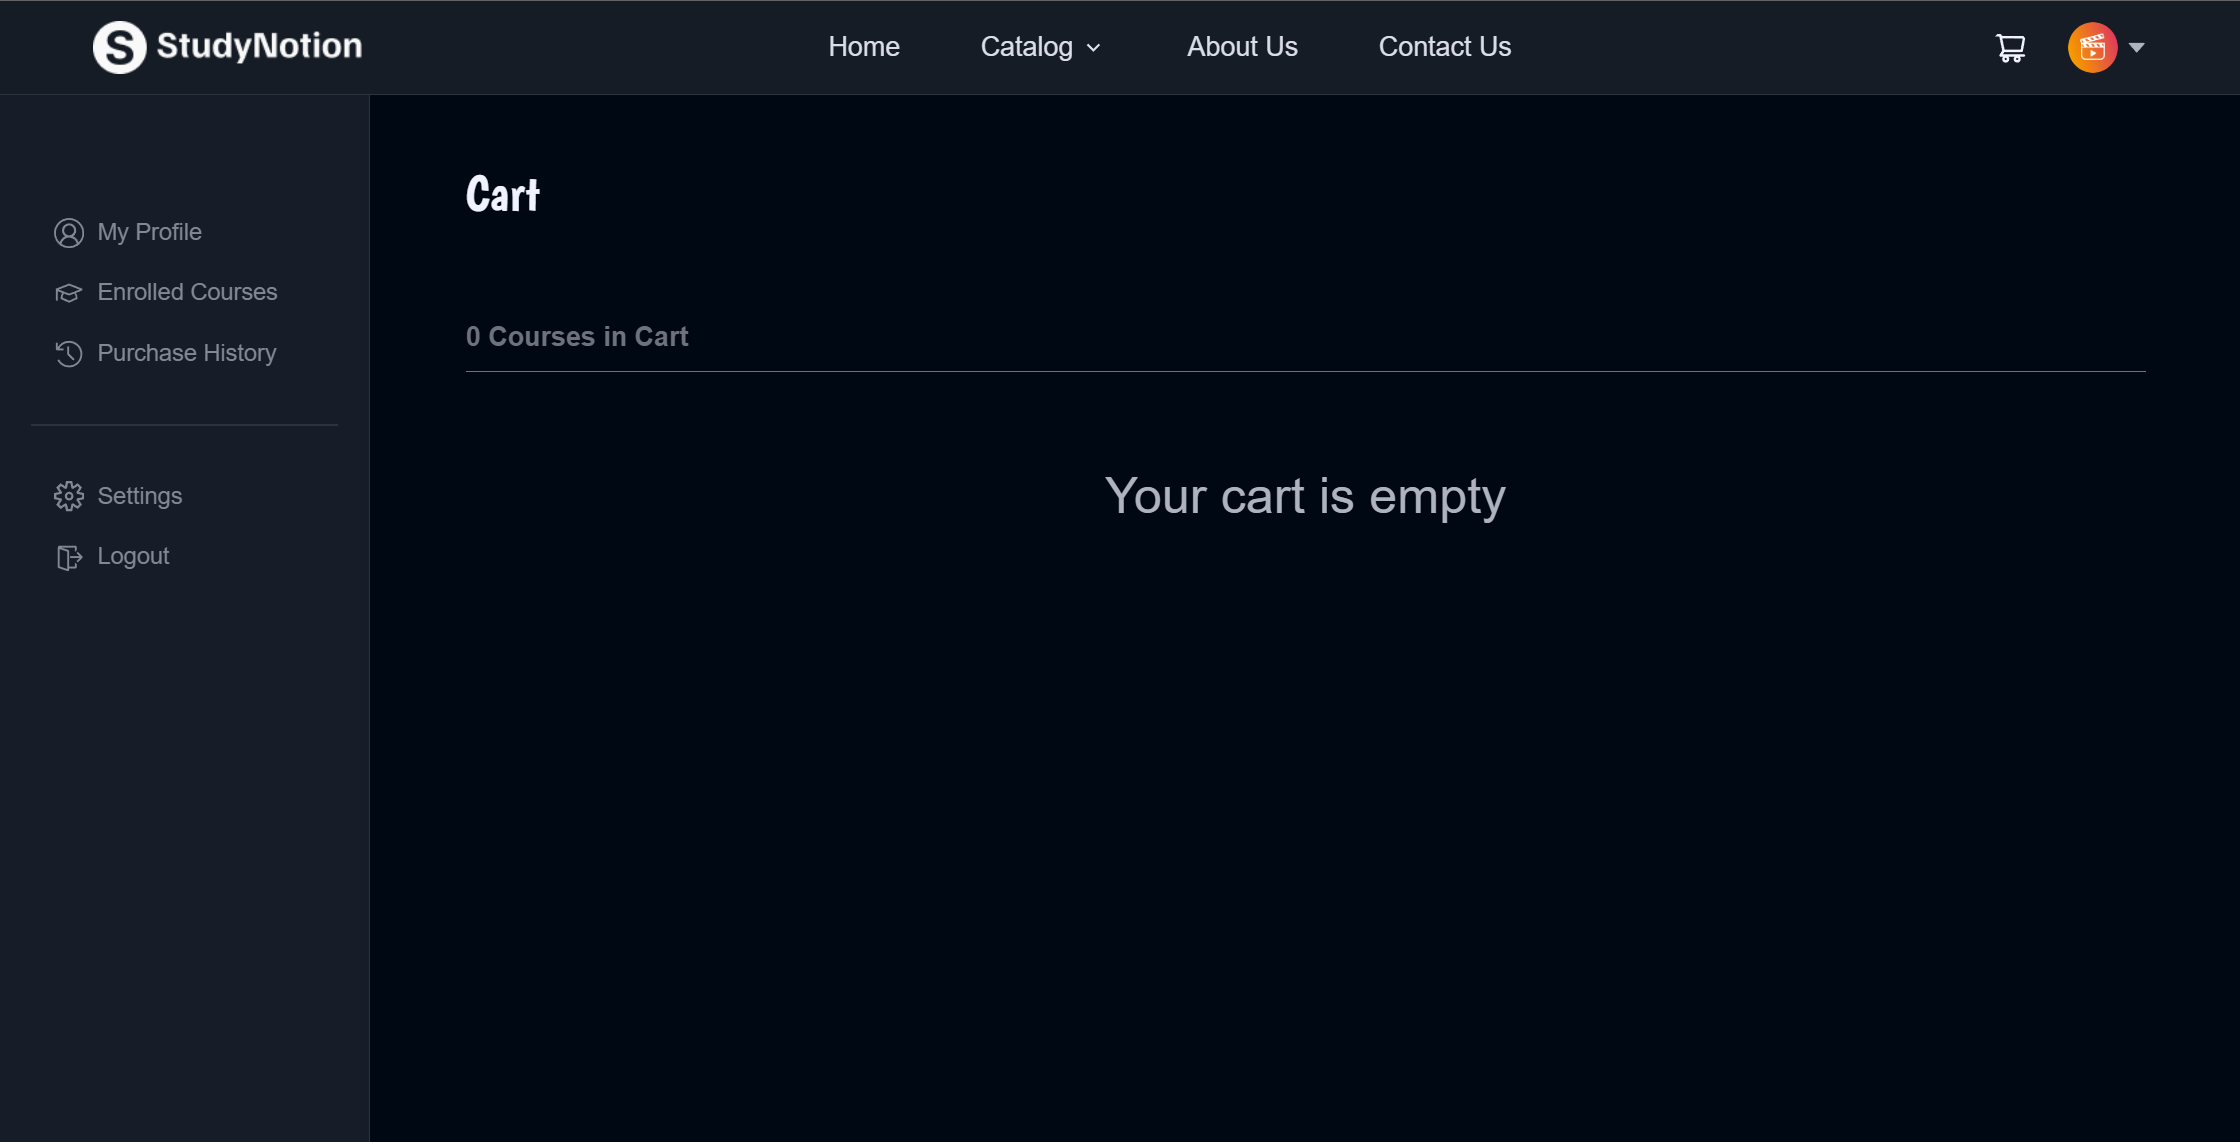 S StudyNotion
Home
Catalog
About Us
Contact Us
My Profile
Enrolled Courses
Purchase History
Settings
Logout
Cart
0 Courses in Cart
Your cart is empty